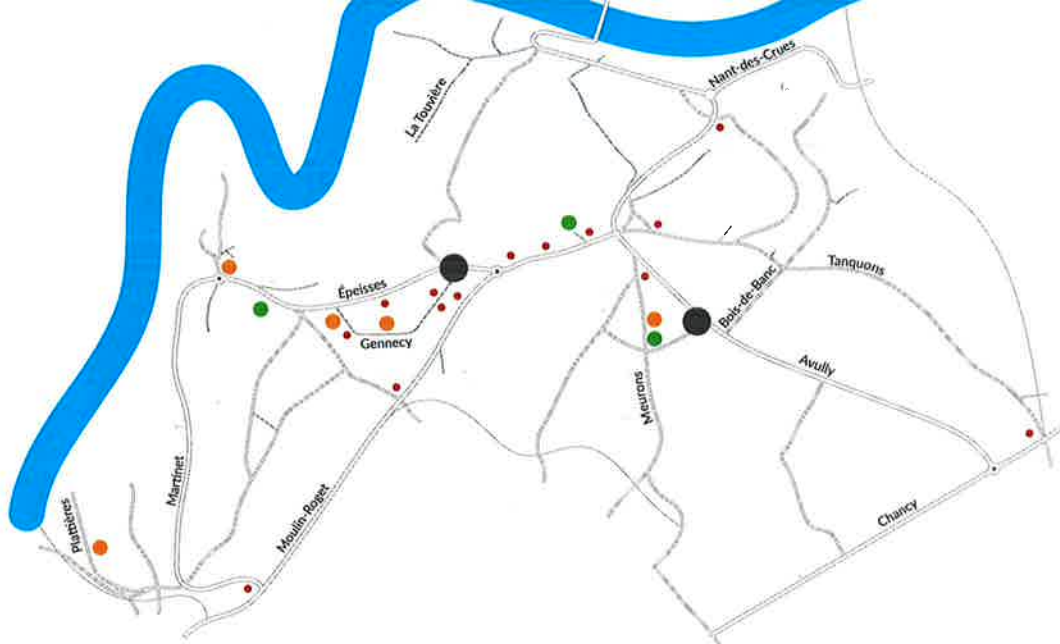 Nant-des-Crues
La Touvière
Tanquons
Bois-de-Banc
Épeisses
Gennecy
Avully
Meurons
Martinet
Moulin-Roget
Plattières
Chancy